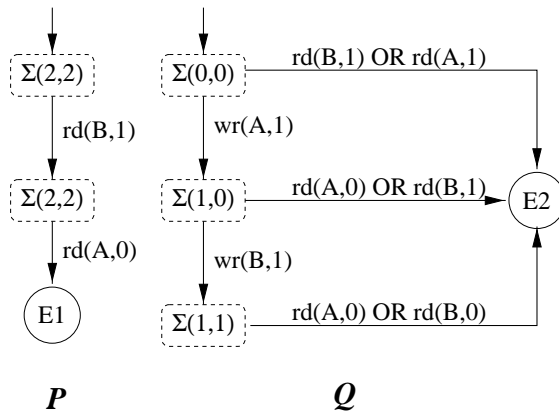 Σ(2,2)
rd(B,1)
Σ(2,2)
rd(A,0)
E1
P
Σ(0,0)
rd(B,1) OR rd(A,1)
wr(A,1)
Σ(1,0)
rd(A,0) OR rd(B,1)
E2
wr(B,1)
Σ(1,1)
rd(A,0) OR rd(B,0)
Q